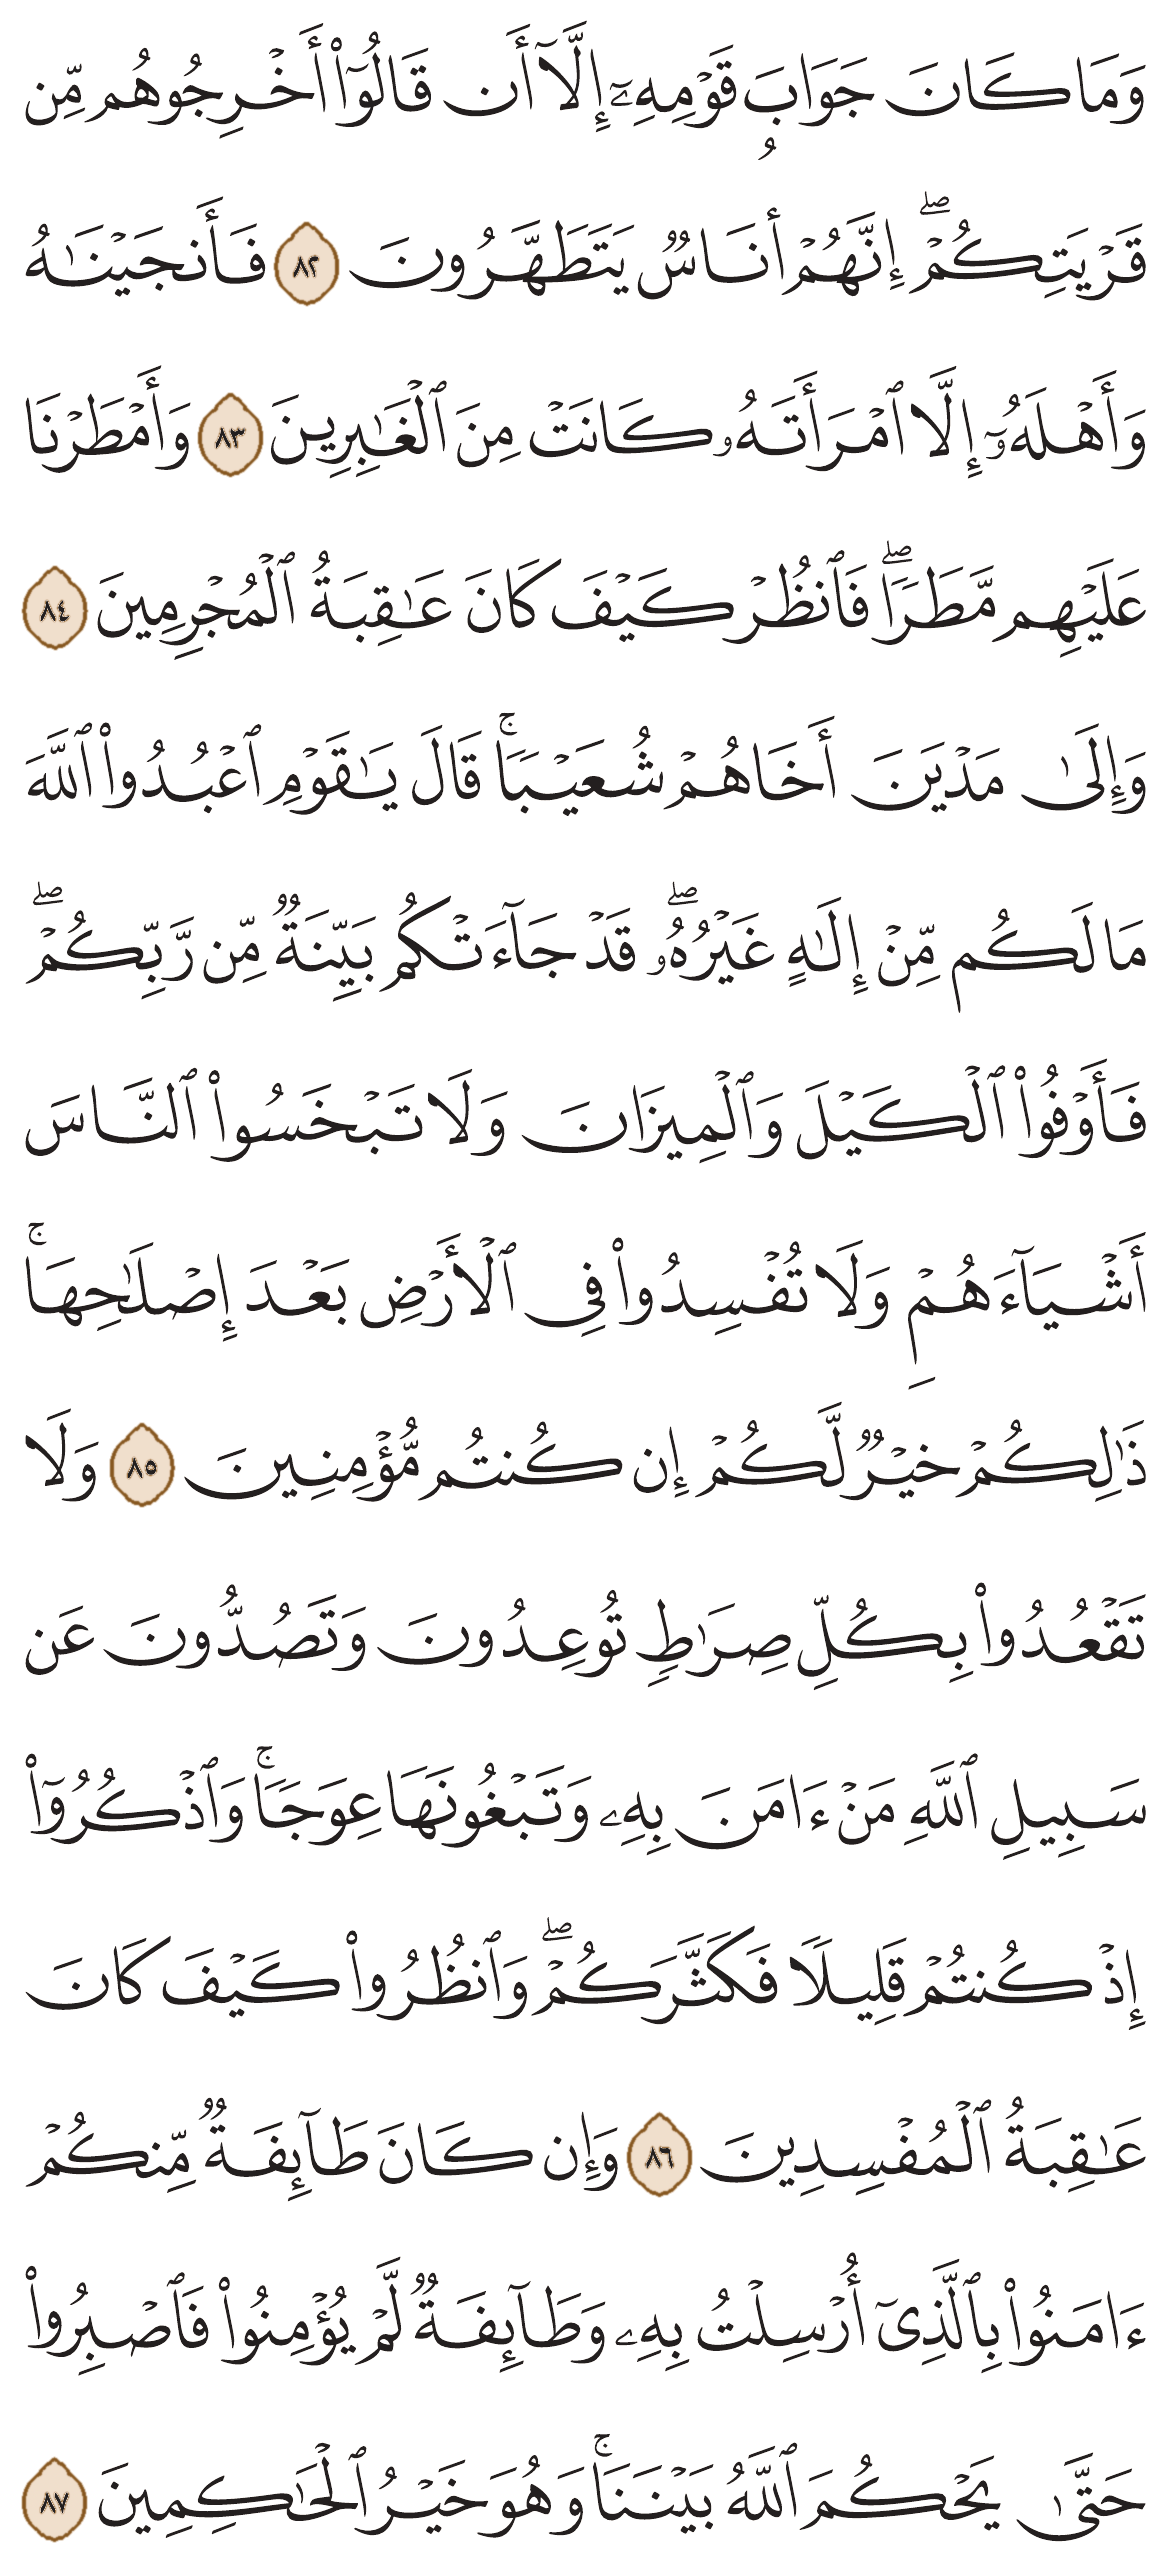 وَمَا كَانَ جَوَابَ قَوْمِهِۦٓ إِلَّآ أَن قَالُوٓا۟ أَخْرِجُوهُم مِّن
قَرْيَتِكُمْ ۖ إِنَّهُمْ أُنَاسٌ يَتَطَهَّرُونَ ٨٢ فَأَنجَيْنَـٰهُ
وَأَهْلَهُۥٓ إِلَّا ٱمْرَأَتَهُۥ كَانَتْ مِنَ ٱلْغَـٰبِرِينَ ٨٣ وَأَمْطَرْنَا
عَلَيْهِم مَّطَرًا ۖ فَٱنظُرْ كَيْفَ كَانَ عَـٰقِبَةُ ٱلْمُجْرِمِينَ ٨٤
وَإِلَىٰ مَدْيَنَ أَخَاهُمْ شُعَيْبًا ۚ قَالَ يَـٰقَوْمِ ٱعْبُدُوا۟ ٱللَّهَ
مَا لَكُم مِّنْ إِلَـٰهٍ غَيْرُهُۥ ۖ قَدْ جَآءَتْكُم بَيِّنَةٌ مِّن رَّبِّكُمْ ۖ
فَأَوْفُوا۟ ٱلْكَيْلَ وَٱلْمِيزَانَ وَلَا تَبْخَسُوا۟ ٱلنَّاسَ
أَشْيَآءَهُمْ وَلَا تُفْسِدُوا۟ فِى ٱلْأَرْضِ بَعْدَ إِصْلَـٰحِهَا ۚ
ذَٰلِكُمْ خَيْرٌ لَّكُمْ إِن كُنتُم مُّؤْمِنِينَ ٨٥ وَلَا
تَقْعُدُوا۟ بِكُلِّ صِرَٰطٍ تُوعِدُونَ وَتَصُدُّونَ عَن
سَبِيلِ ٱللَّهِ مَنْ ءَامَنَ بِهِۦ وَتَبْغُونَهَا عِوَجًا ۚ وَٱذْكُرُوٓا۟
إِذْ كُنتُمْ قَلِيلًا فَكَثَّرَكُمْ ۖ وَٱنظُرُوا۟ كَيْفَ كَانَ
عَـٰقِبَةُ ٱلْمُفْسِدِينَ ٨٦ وَإِن كَانَ طَآئِفَةٌ مِّنكُمْ
ءَامَنُوا۟ بِٱلَّذِىٓ أُرْسِلْتُ بِهِۦ وَطَآئِفَةٌ لَّمْ يُؤْمِنُوا۟ فَٱصْبِرُوا۟
حَتَّىٰ يَحْكُمَ ٱللَّهُ بَيْنَنَا ۚ وَهُوَ خَيْرُ ٱلْحَـٰكِمِينَ ٨٧